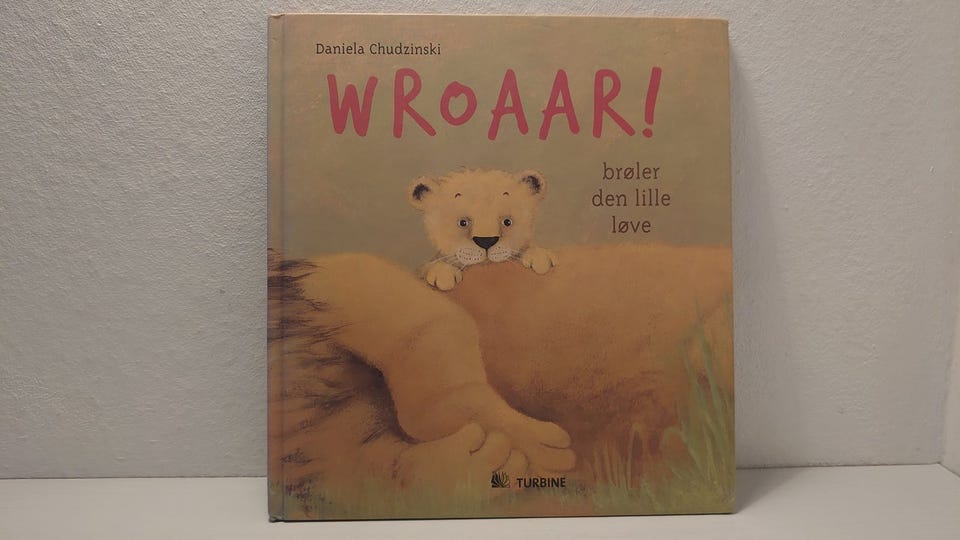 Daniela Chudzinski
WROAAR!
brøler
den lille
løve
TURBINE